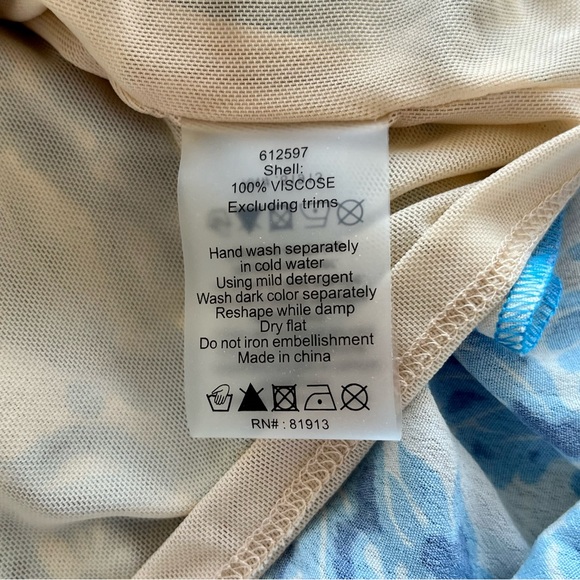 612597
Shell:
100% VISCOSE
Excluding trims
Hand wash separately
in cold water
Using mild detergent
Wash dark color separately
Reshape while damp
Dry flat
Do not iron embellishment
Made in china
RN# : 81913